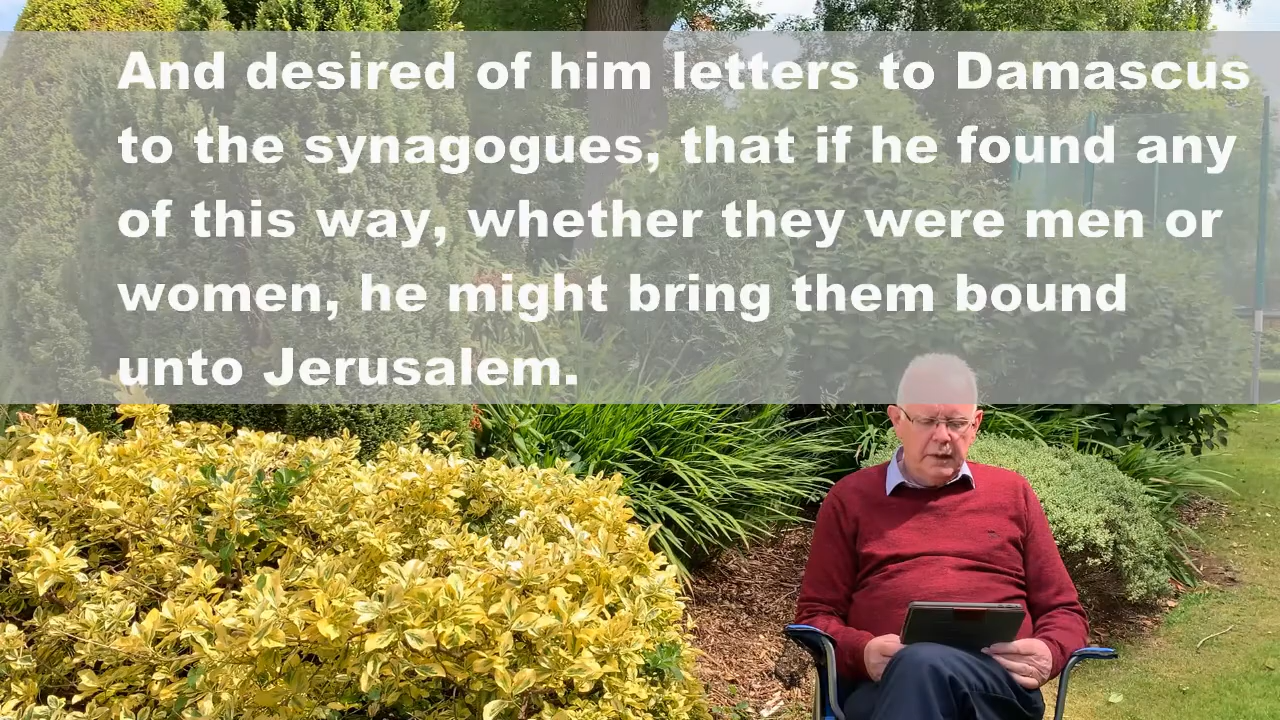 And desired of him letters to Damascus
to the synagogues, that if he found any
of this way, whether they were men or
women, he might bring them bound
unto Jerusalem.